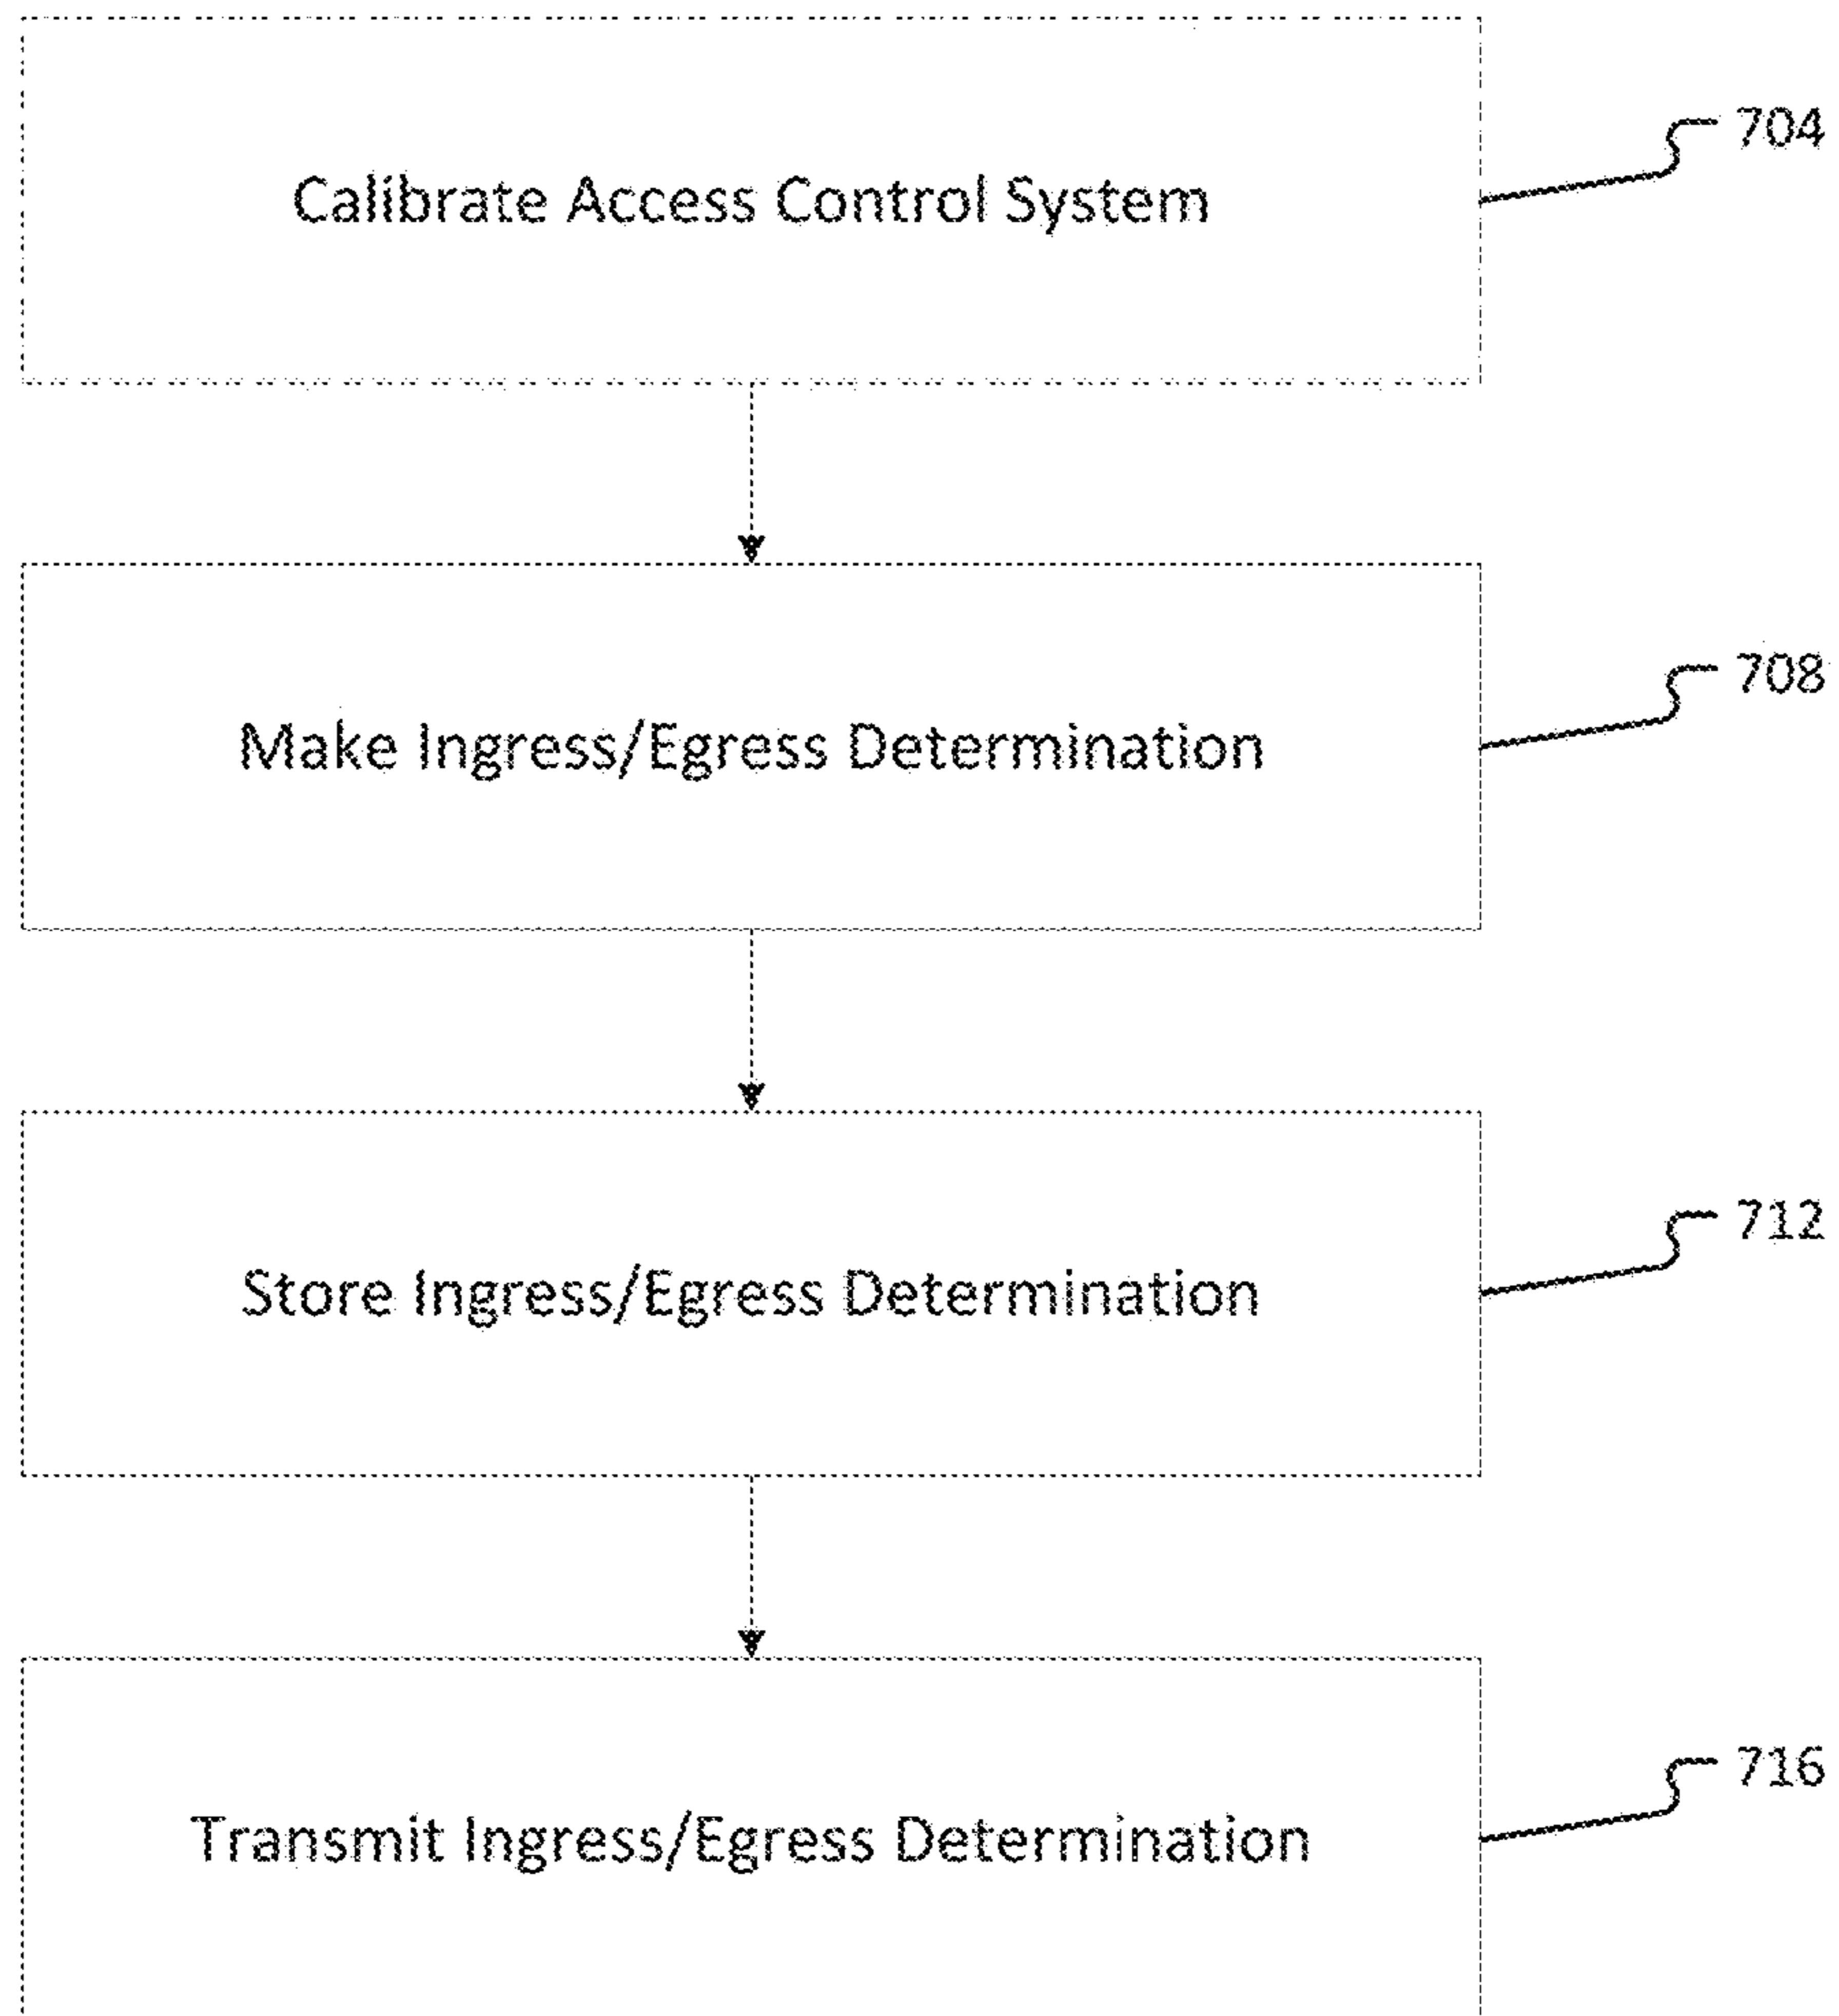 Calibrate Access Control System
704
Make Ingress/Egress Determination
708
Store Ingress/Egress Determination
712
Transmit Ingress/Egress Determination
716